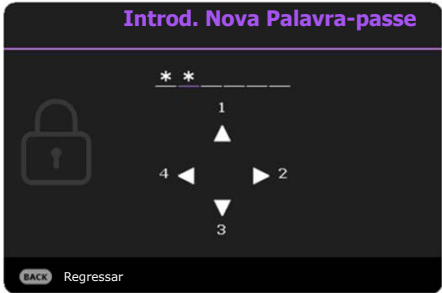 Introd. Nova Palavra-passe
* *
1
4 2
3
BACK Regressar